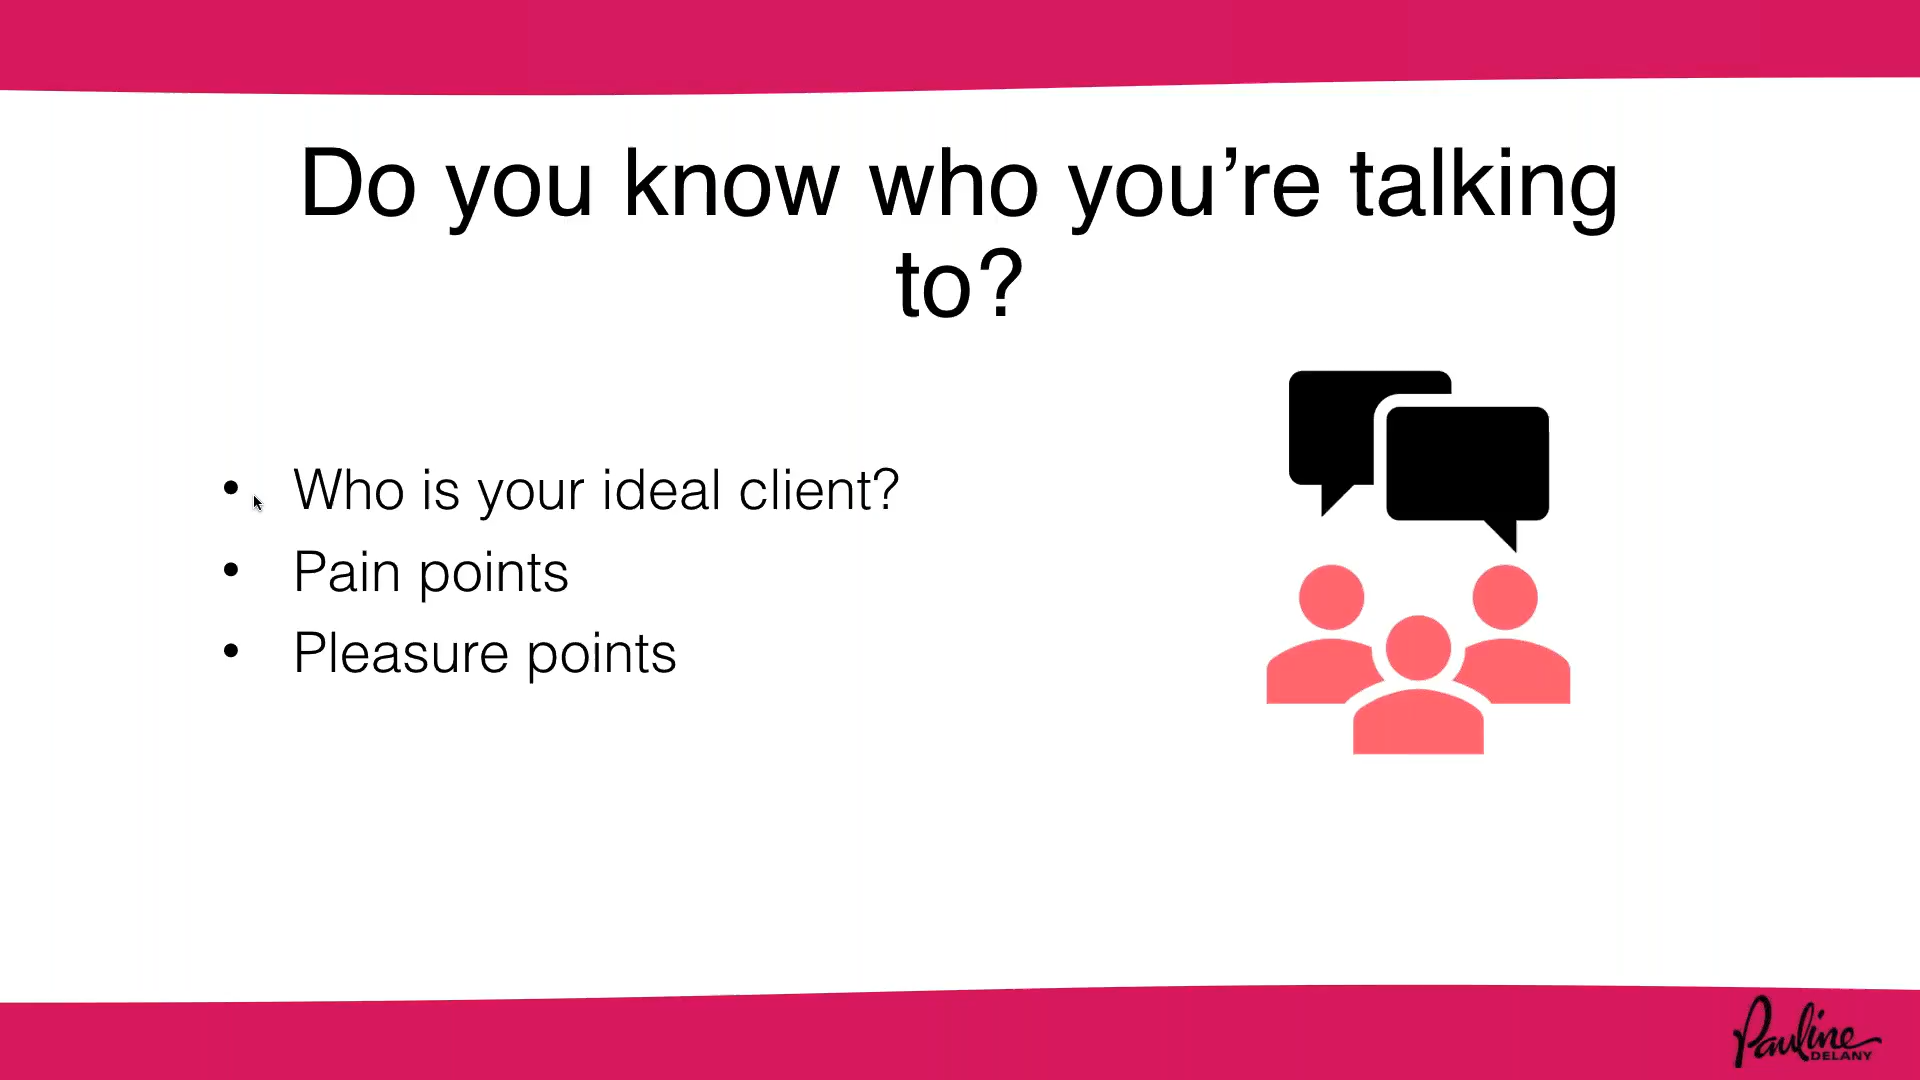 Do you know who you’re talking
to?
• Who is your ideal client?
• Pain points
• Pleasure points
Pauline
DELANY